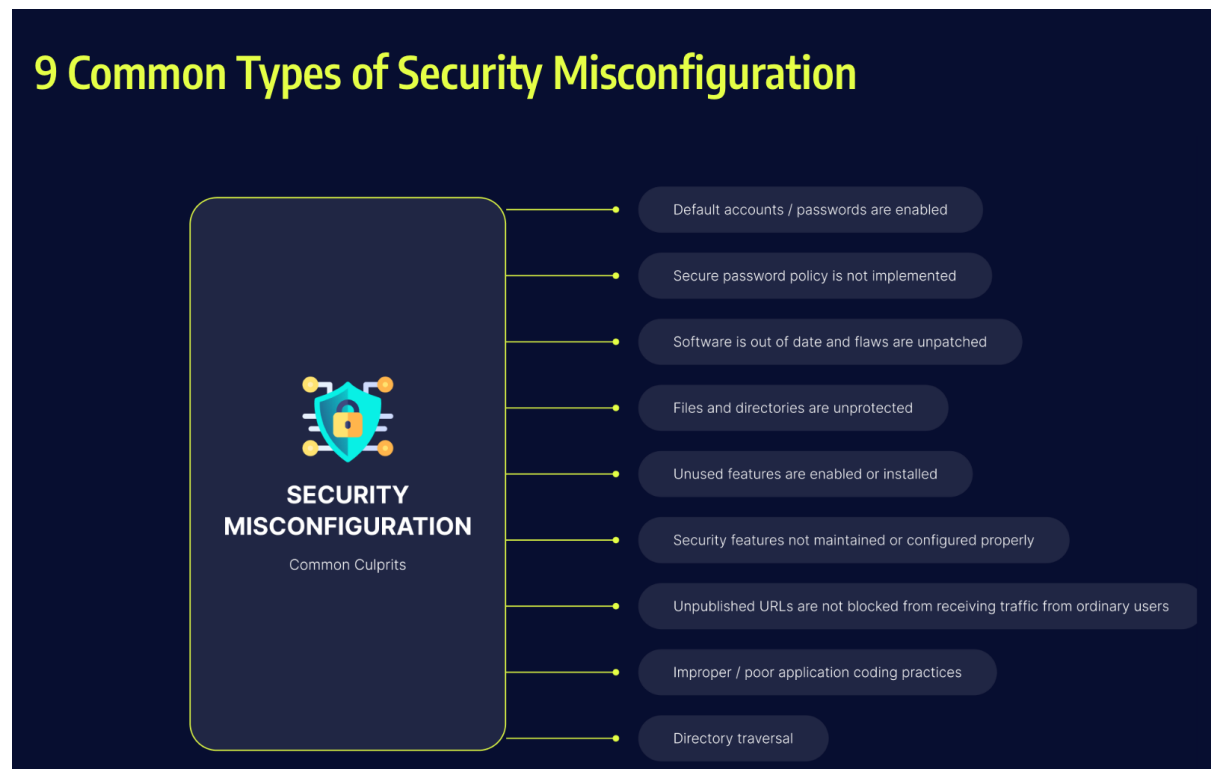 9 Common Types of Security Misconfiguration
SECURITY
MISCONFIGURATION
Common Culprits
Default accounts / passwords are enabled
Secure password policy is not implemented
Software is out of date and flaws are unpatched
Files and directories are unprotected
Unused features are enabled or installed
Security features not maintained or configured properly
Unpublished URLs are not blocked from receiving traffic from ordinary users
Improper / poor application coding practices
Directory traversal